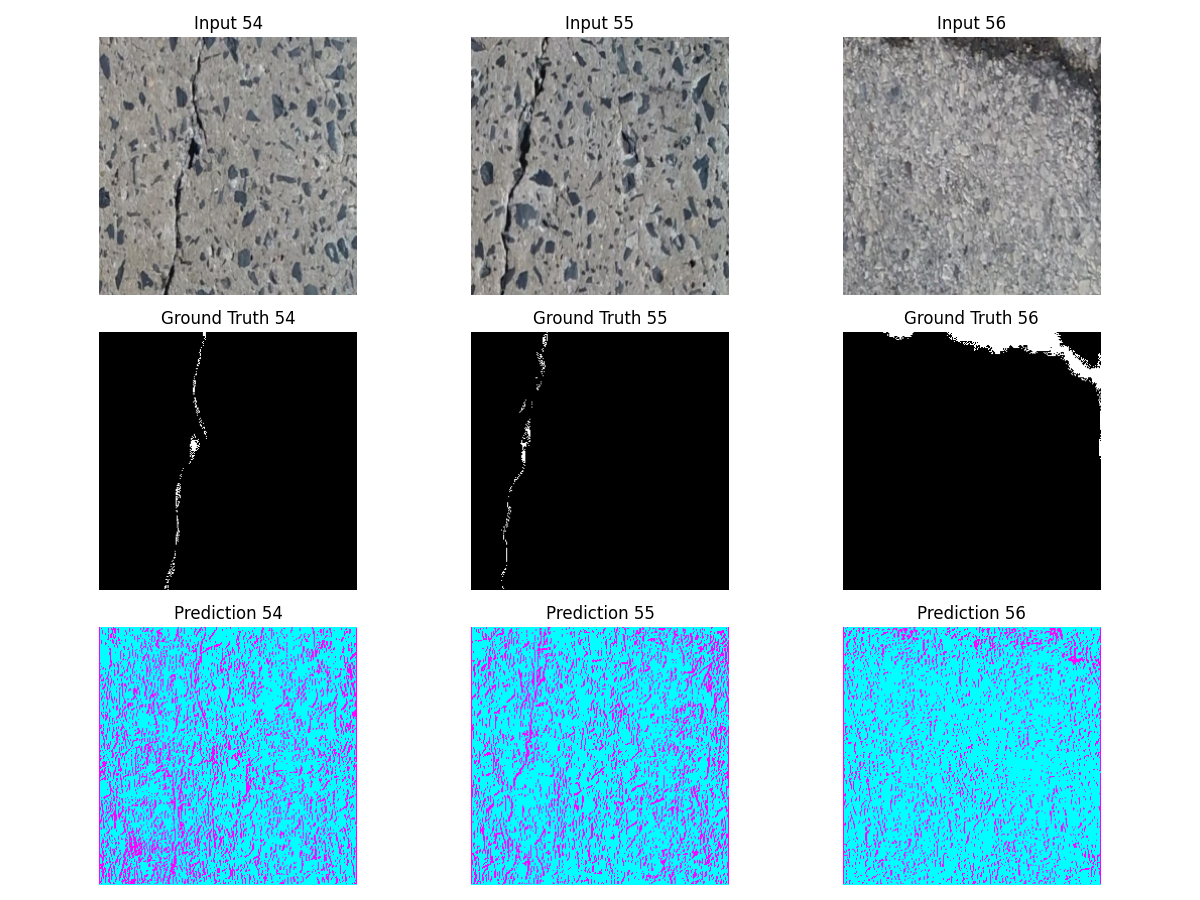 Input 54
Input 55
Input 56
Ground Truth 54
Ground Truth 55
Ground Truth 56
Prediction 54
Prediction 55
Prediction 56